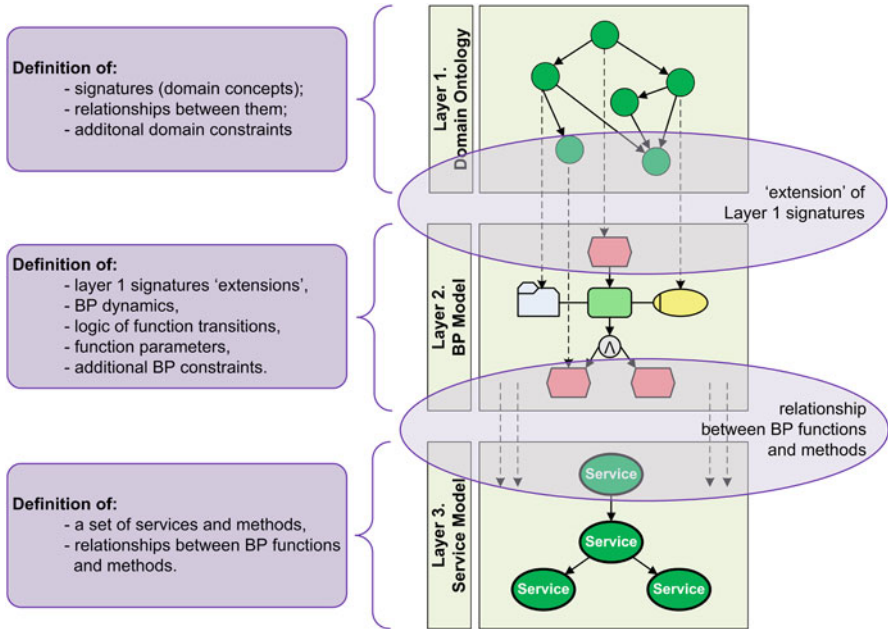 Definition of:
- signatures (domain concepts);
- relationships between them;
- additonal domain constraints
Layer 1.
Domain Ontology
'extension' of
Layer 1 signatures
Definition of:
- layer 1 signatures 'extensions',
- BP dynamics,
- logic of function transitions,
- function parameters,
- additional BP constraints.
Layer 2.
BP Model
Λ
relationship
between BP functions
and methods
Definition of:
- a set of services and methods,
- relationships between BP functions
and methods.
Layer 3.
Service Model
Service
Service
Service
Service